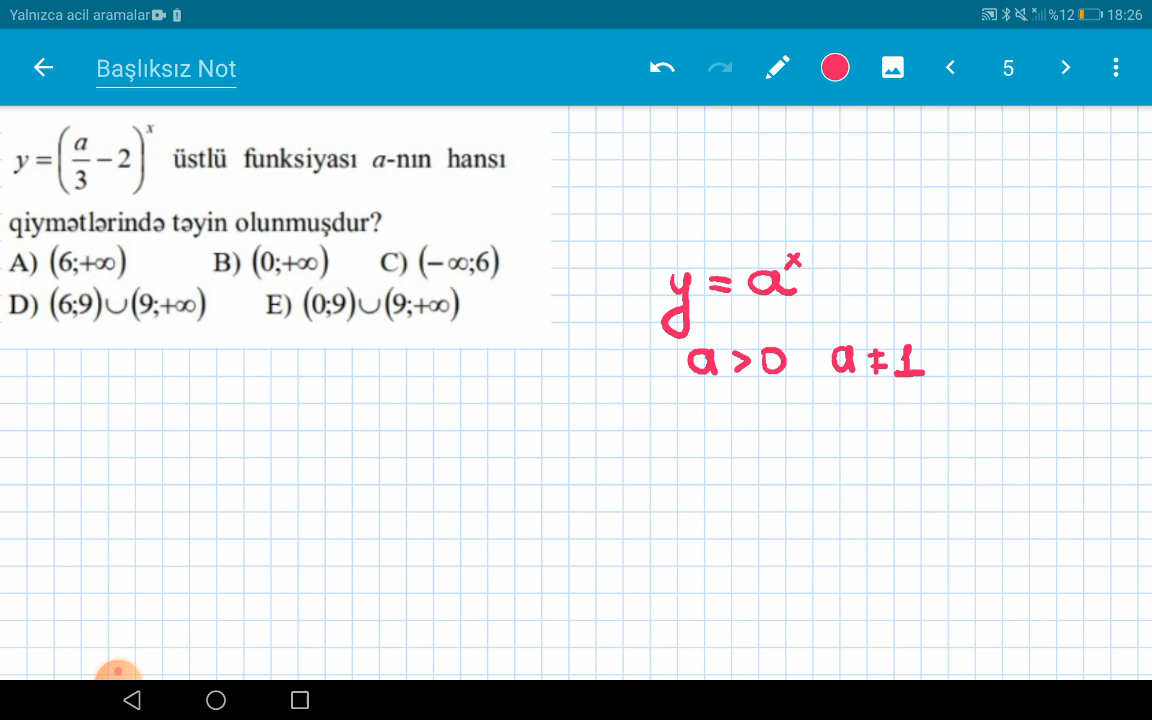 Yalnızca acil aramalar %12 18:26
Başlıksız Not 5
y = (a/3 − 2)^x üstlü funksiyası a-nın hansı
qiymətlərində təyin olunmuşdur?
A) (6;+∞) B) (0;+∞) C) (−∞;6)
D) (6;9)∪(9;+∞) E) (0;9)∪(9;+∞)
y = a^x
a > 0 a ≠ 1